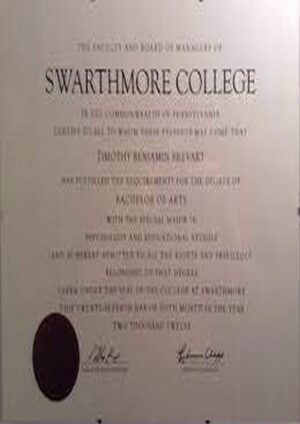 THE FACULTY AND BOARD OF MANAGERS OF
SWARTHMORE COLLEGE
IN THE COMMONWEALTH OF PENNSYLVANIA
CERTIFY TO ALL TO WHOM THESE PRESENTS MAY COME THAT
TIMOTHY BENJAMIN
HAS FULFILLED THE REQUIREMENTS FOR THE DEGREE OF
BACHELOR OF ARTS
WITH THE SPECIAL MAJOR IN
PSYCHOLOGY AND EDUCATIONAL STUDIES
AND IS HEREBY ADMITTED TO ALL THE RIGHTS AND PRIVILEGES
BELONGING TO THAT DEGREE
GIVEN UNDER THE SEAL OF THE COLLEGE AT SWARTHMORE
THIS TWENTY-SEVENTH DAY OF FIFTH MONTH IN THE YEAR
TWO THOUSAND TWELVE